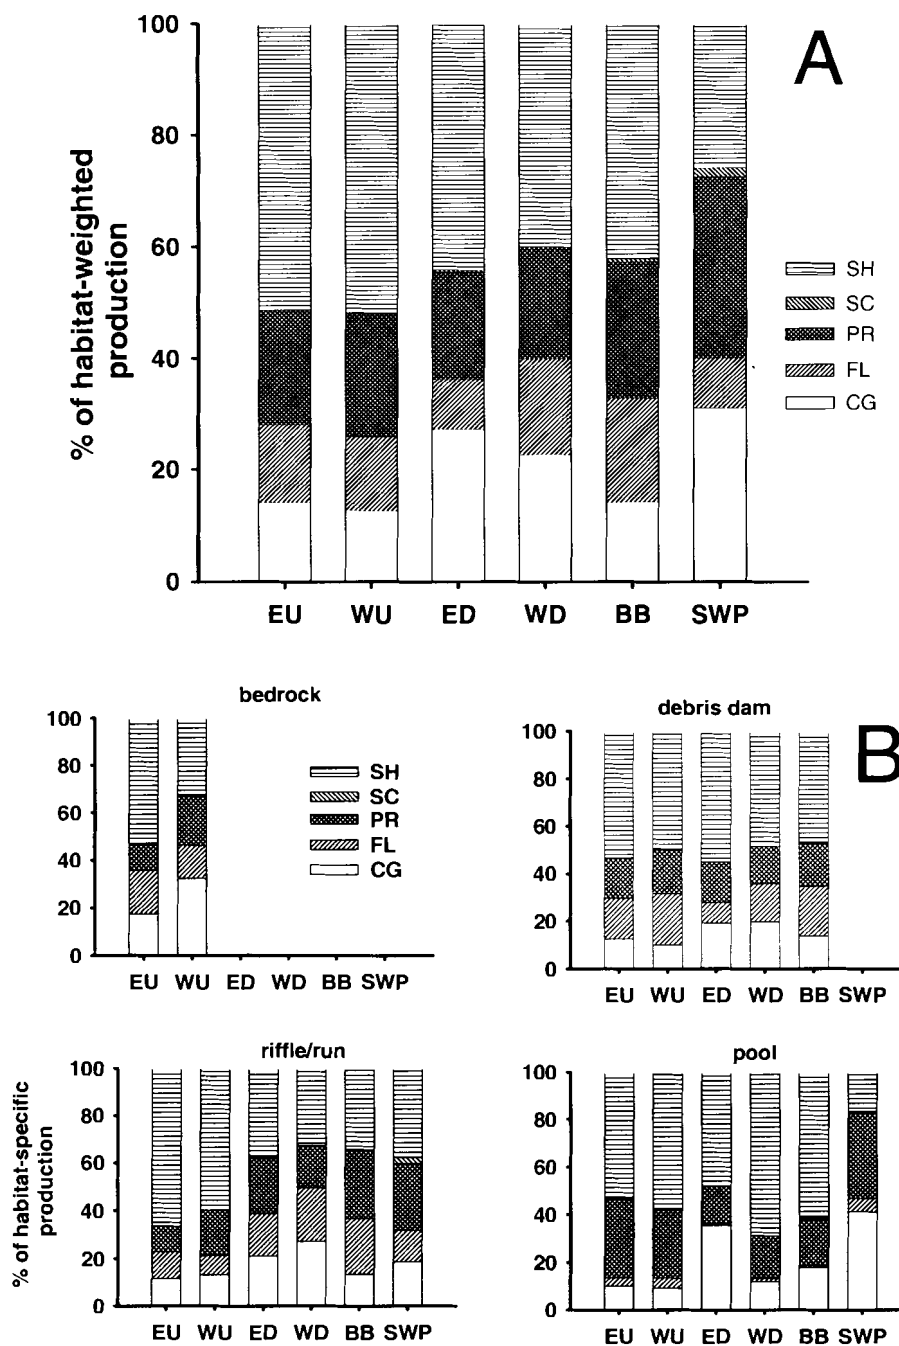 A
100
80
60
40
20
0
% of habitat-weighted
production
SH
SC
PR
FL
CG
EU WU ED WD BB SWP
bedrock
100
80
60
40
20
0
SH
SC
PR
FL
CG
EU WU ED WD BB SWP
debris dam
B
100
80
60
40
20
0
EU WU ED WD BB SWP
riffle/run
% of habitat-specific
production
100
80
60
40
20
0
EU WU ED WD BB SWP
pool
100
80
60
40
20
0
EU WU ED WD BB SWP